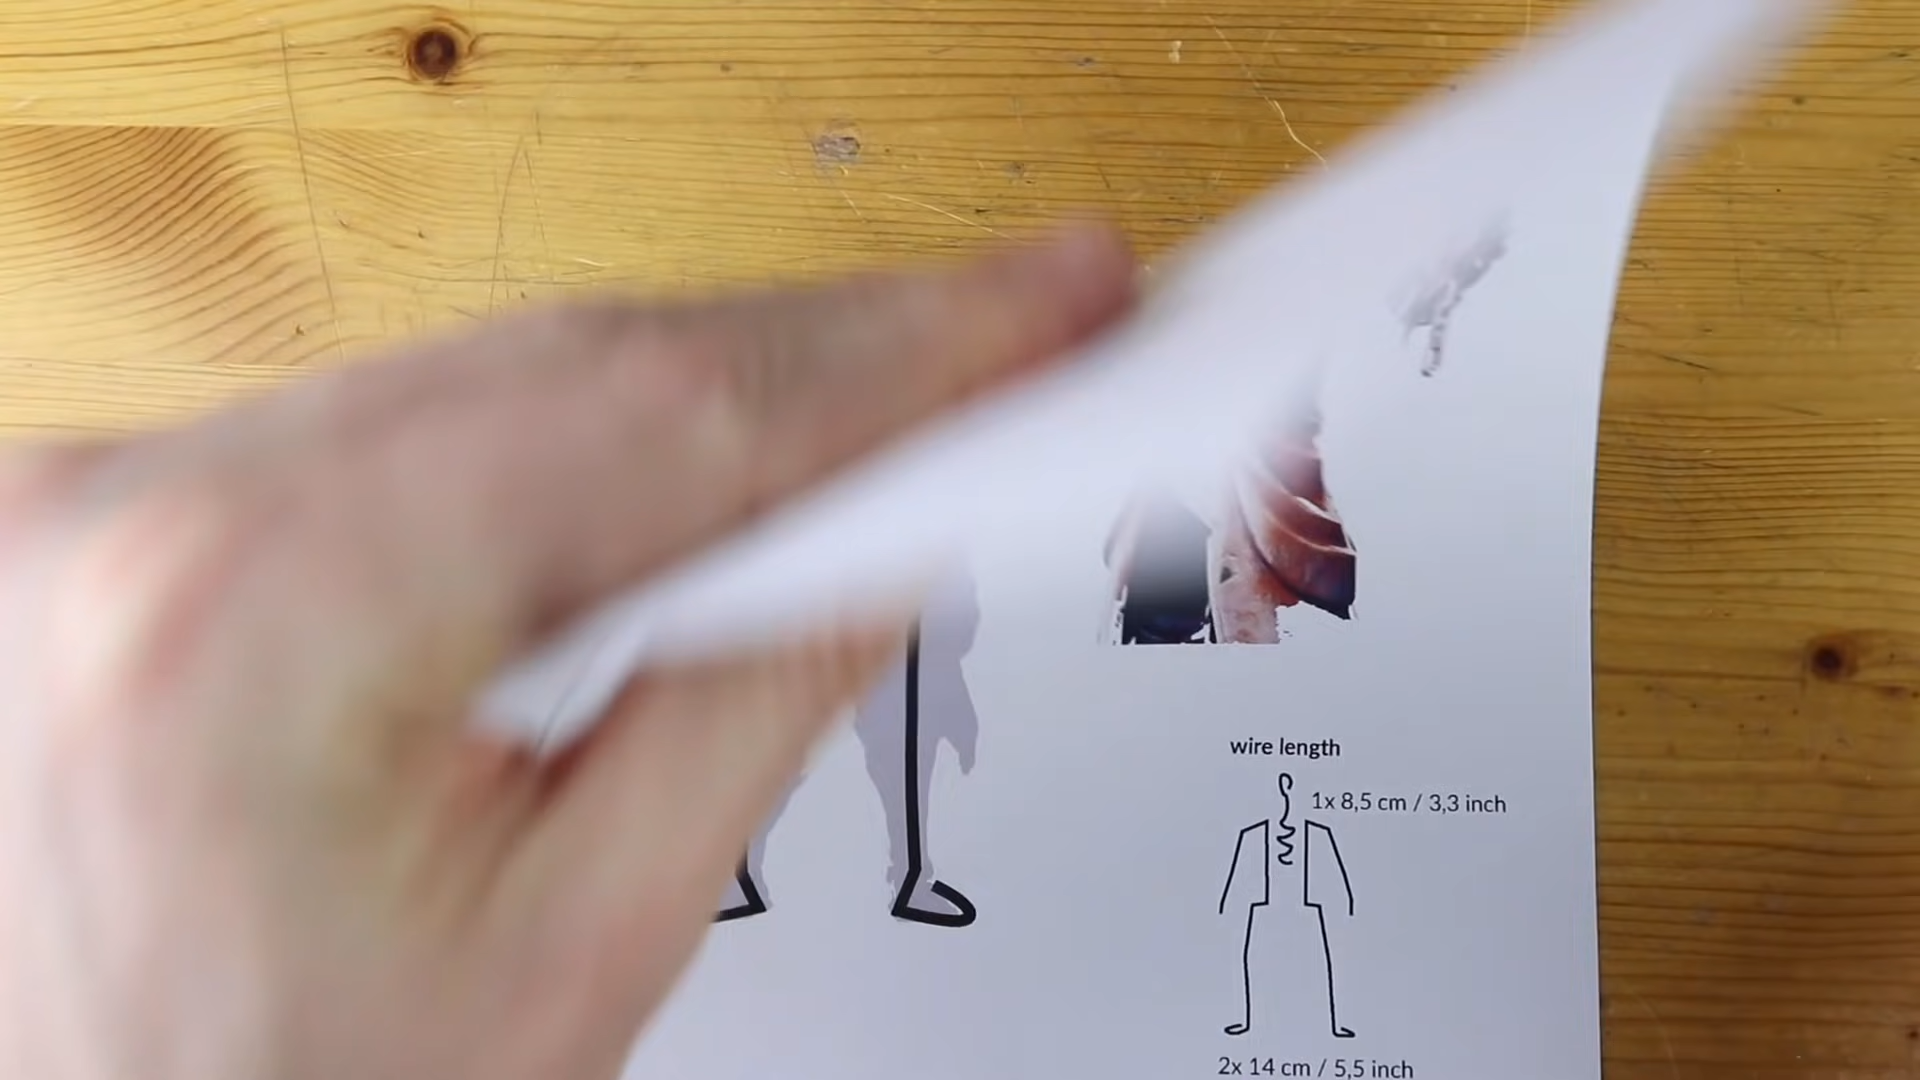 wire length
1x 8,5 cm / 3,3 inch
2x 14 cm / 5,5 inch